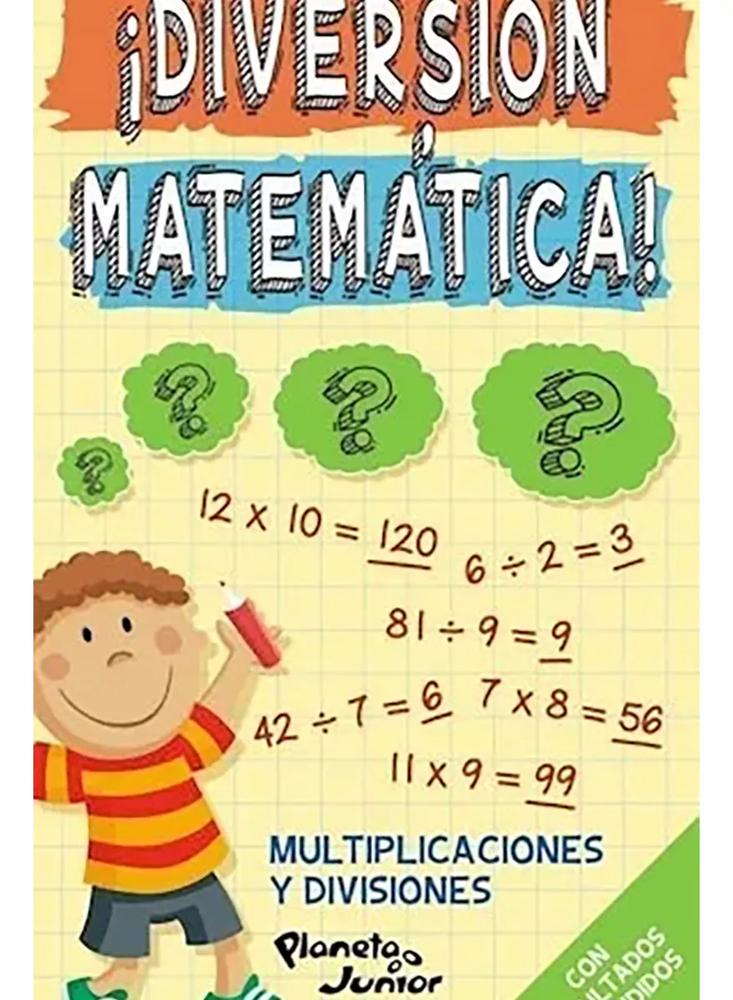 ¡DIVERSIÓN
MATEMÁTICA!
? ? ? ?
12 x 10 = 120
6 ÷ 2 = 3
81 ÷ 9 = 9
42 ÷ 7 = 6
7 x 8 = 56
11 x 9 = 99
MULTIPLICACIONES
Y DIVISIONES
Planeta
Junior
CON